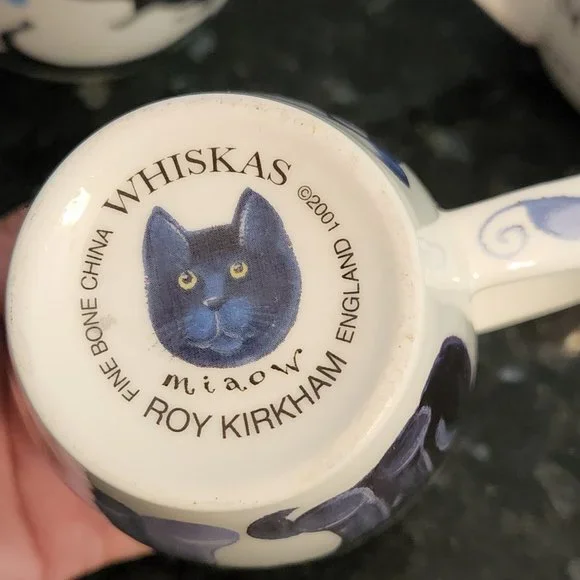 WHISKAS
©2001
FINE BONE CHINA
ENGLAND
miaow
ROY KIRKHAM